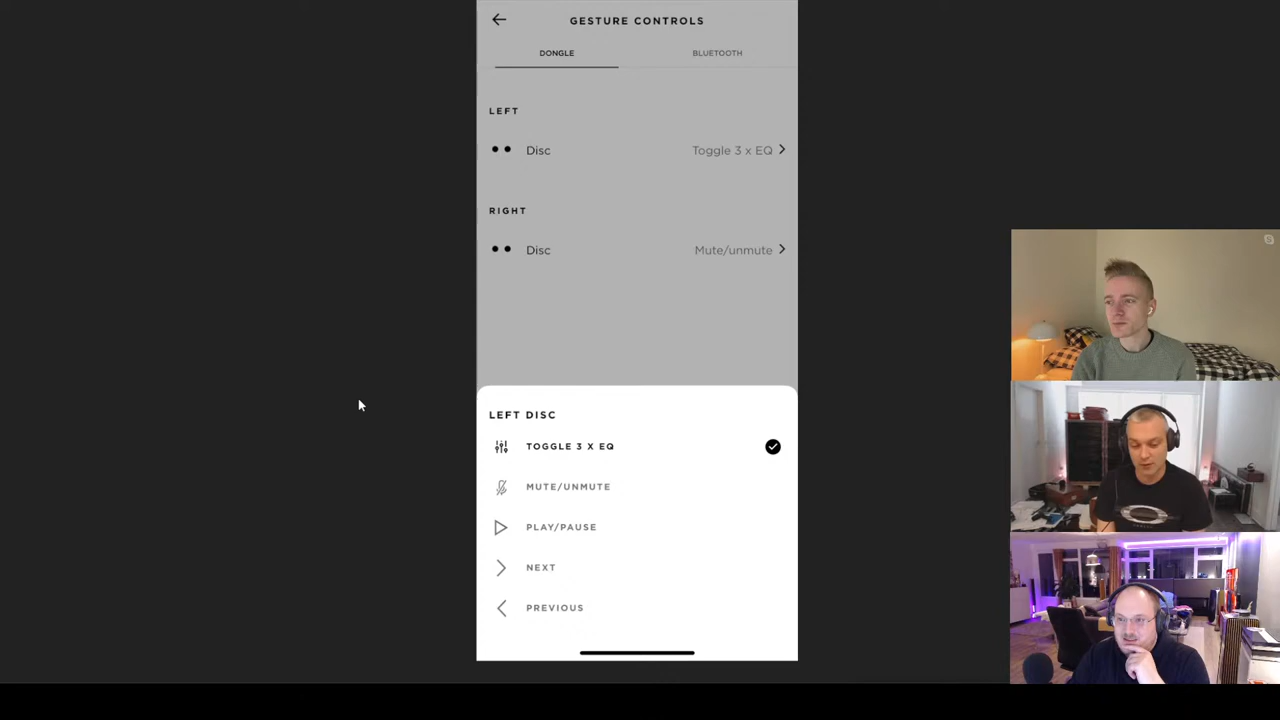 GESTURE CONTROLS
DONGLE
BLUETOOTH
LEFT
Disc
Toggle 3 x EQ
RIGHT
Disc
Mute/unmute
LEFT DISC
TOGGLE 3 X EQ
MUTE/UNMUTE
PLAY/PAUSE
NEXT
PREVIOUS